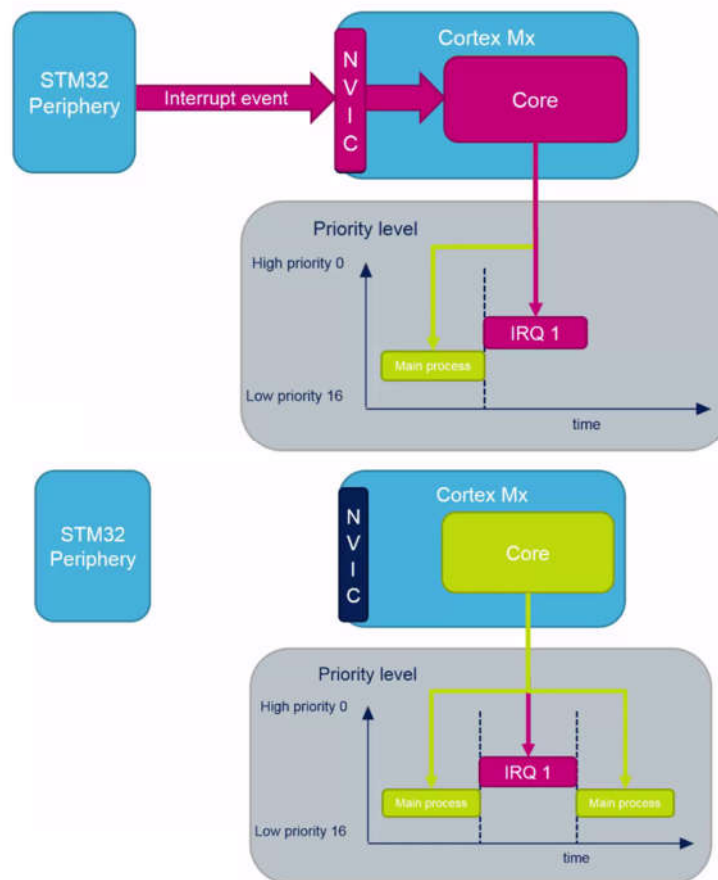 STM32
Periphery
Interrupt event
N
V
I
C
Cortex Mx
Core
Priority level
High priority 0
IRQ 1
Main process
Low priority 16
time
STM32
Periphery
N
V
I
C
Cortex Mx
Core
Priority level
High priority 0
IRQ 1
Main process
Main process
Low priority 16
time